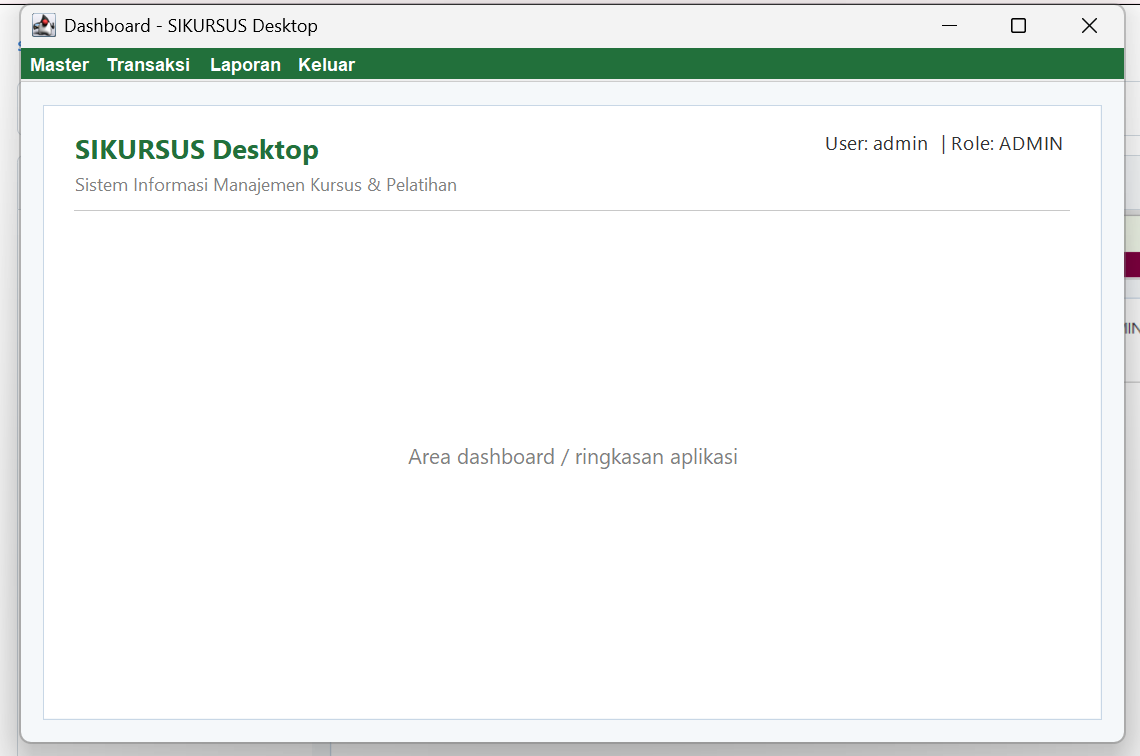 Dashboard - SIKURSUS Desktop
Master Transaksi Laporan Keluar
SIKURSUS Desktop
User: admin | Role: ADMIN
Sistem Informasi Manajemen Kursus & Pelatihan
Area dashboard / ringkasan aplikasi